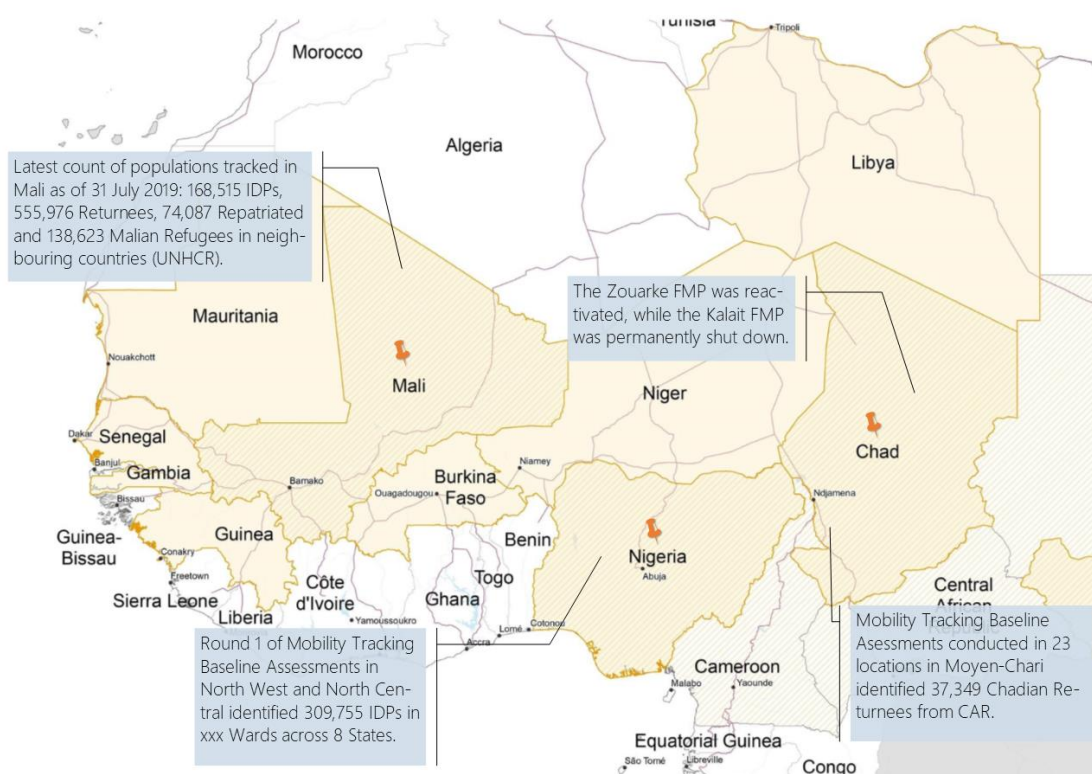 Tunisia
Tripoli
Morocco
Algeria
Libya
Latest count of populations tracked in
Mali as of 31 July 2019: 168,515 IDPs,
555,976 Returnees, 74,087 Repatriated
and 138,623 Malian Refugees in neigh-
bouring countries (UNHCR).
The Zouarke FMP was reac-
tivated, while the Kalait FMP
was permanently shut down.
Mauritania
Nouakchott
Mali
Niger
Chad
Dakar
Senegal
Banjul
Gambia
Bamako
Niamey
Burkina
Faso
Ouagadougou
Ndjamena
Bissau
Guinea-
Bissau
Guinea
Benin
Nigeria
Abuja
Conakry
Freetown
Sierra Leone
Liberia
Côte
d'Ivoire
Yamoussoukro
Ghana
Togo
Accra
Lomé
Cotonou
Central
African
Round 1 of Mobility Tracking
Baseline Assessments in
North West and North Cen-
tral identified 309,755 IDPs in
xxx Wards across 8 States.
Mobility Tracking Baseline
Asessments conducted in 23
locations in Moyen-Chari
identified 37,349 Chadian Re-
turnees from CAR.
Cameroon
Malabo
Yaounde
Equatorial Guinea
São Tomé
Libreville
Congo